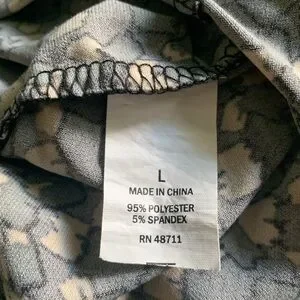 L
MADE IN CHINA
95% POLYESTER
5% SPANDEX
RN 48711